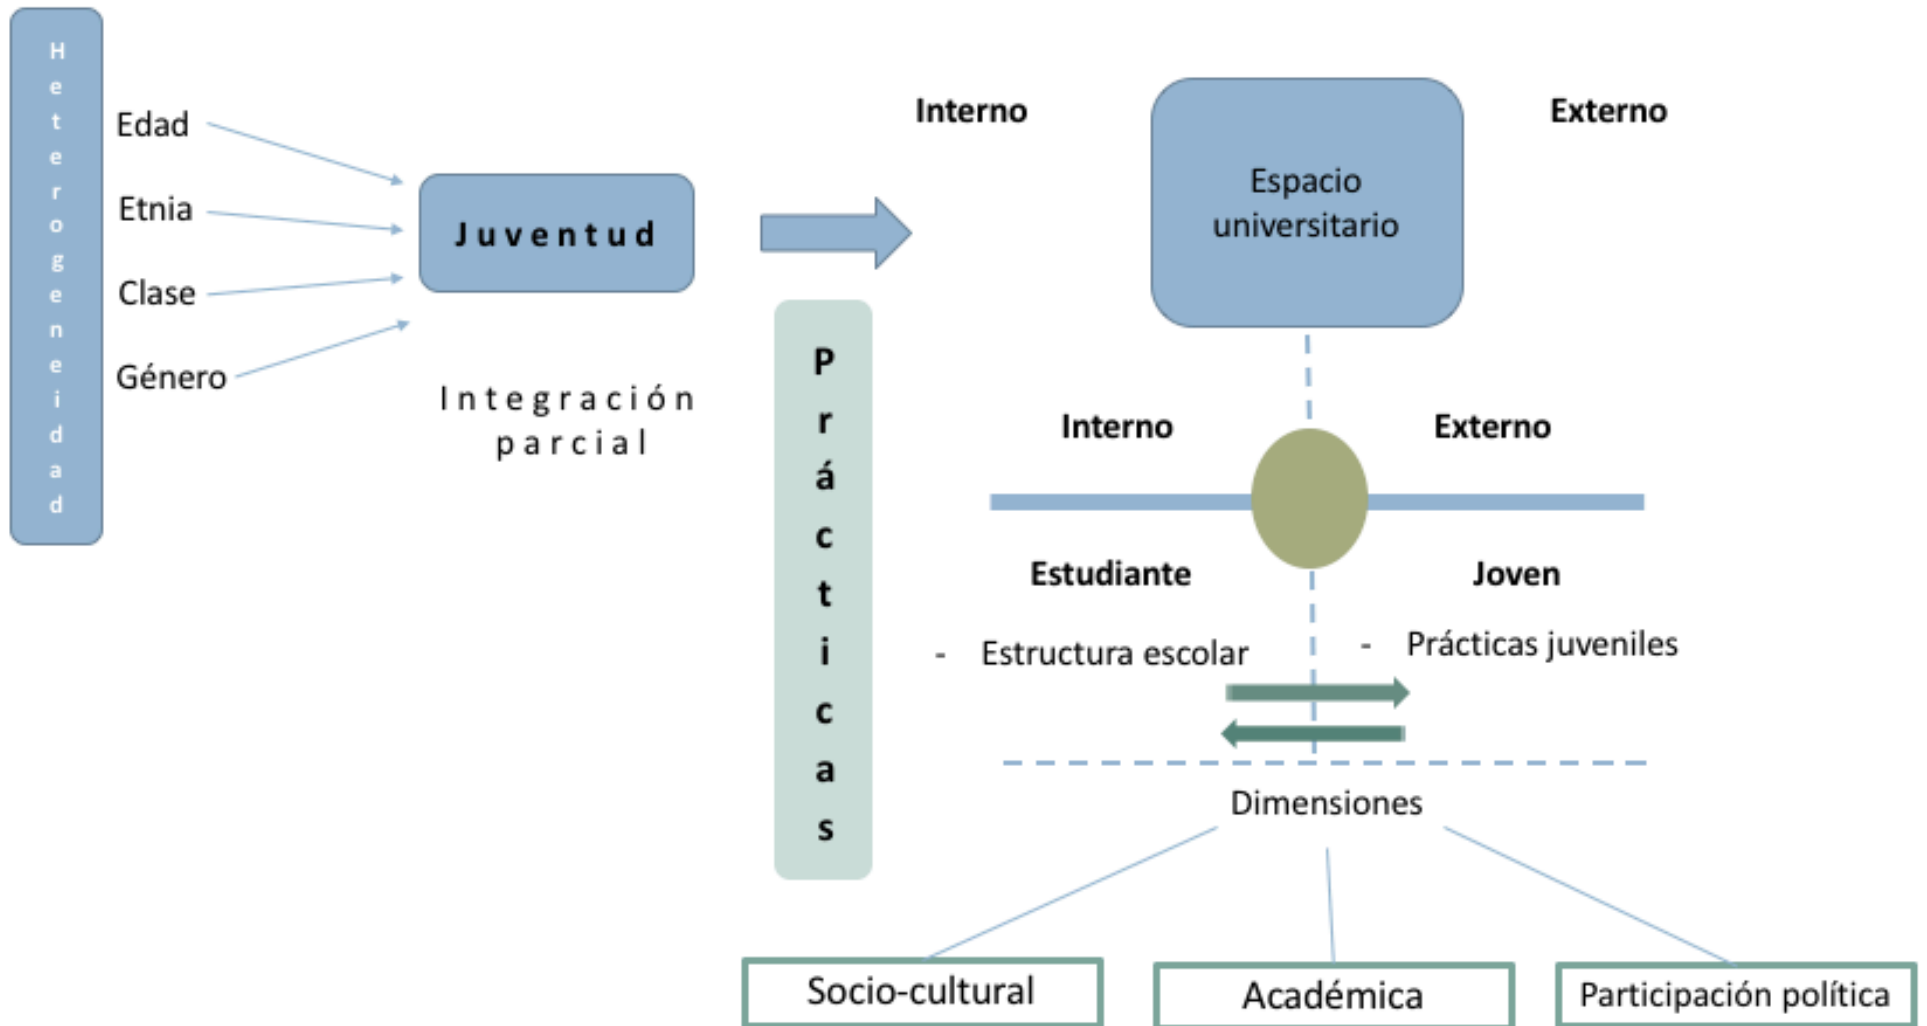 Heterogeneidad
Edad
Etnia
Clase
Género
Juventud
Integración
parcial
Prácticas
Interno
Espacio
universitario
Externo
Interno
Externo
Estudiante
Joven
- Estructura escolar
- Prácticas juveniles
Dimensiones
Socio-cultural
Académica
Participación política